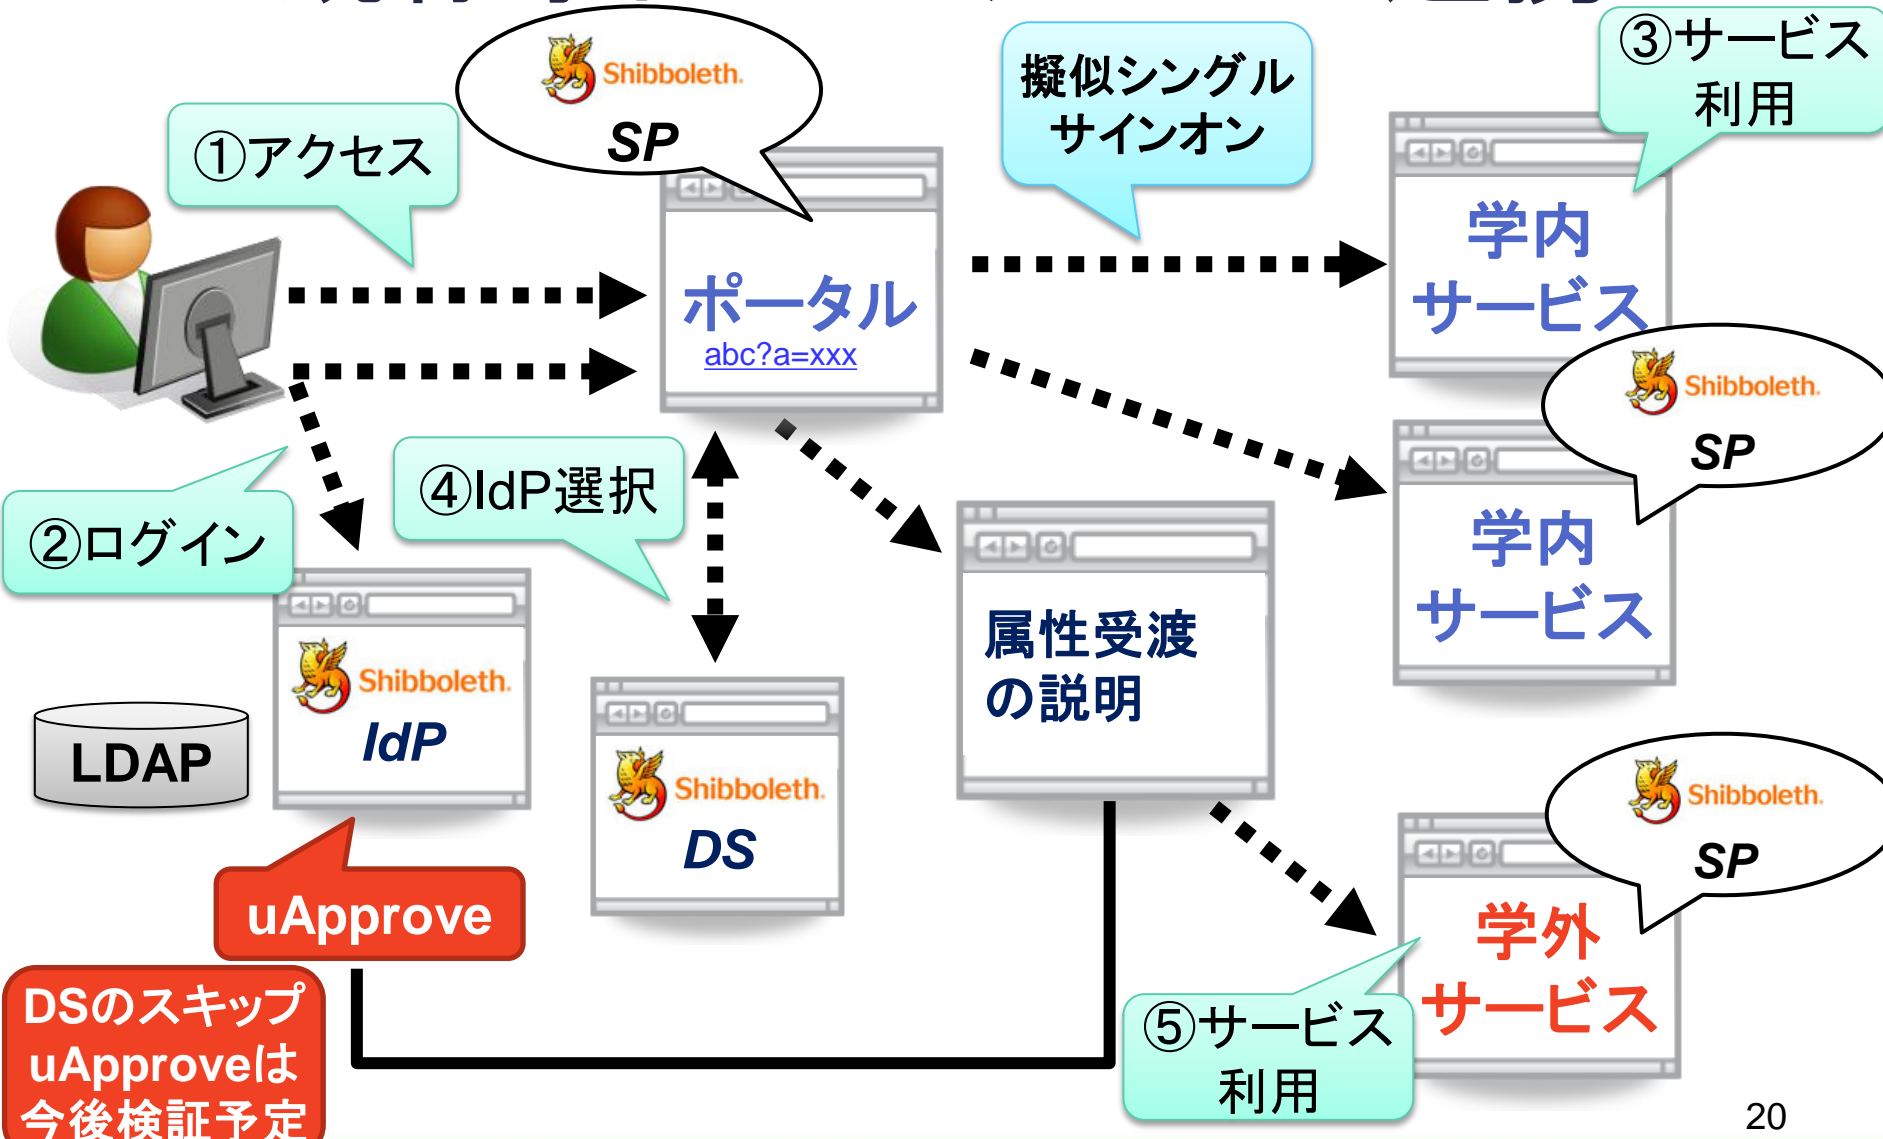 Shibboleth.
SP
①アクセス
擬似シングル
サインオン
③サービス
利用
ポータル
abc?a=xxx
学内
サービス
Shibboleth.
SP
②ログイン
④IdP選択
学内
サービス
属性受渡
の説明
Shibboleth.
IdP
LDAP
Shibboleth.
DS
Shibboleth.
SP
uApprove
学外
サービス
DSのスキップ
uApproveは
今後検証予定
⑤サービス
利用
20